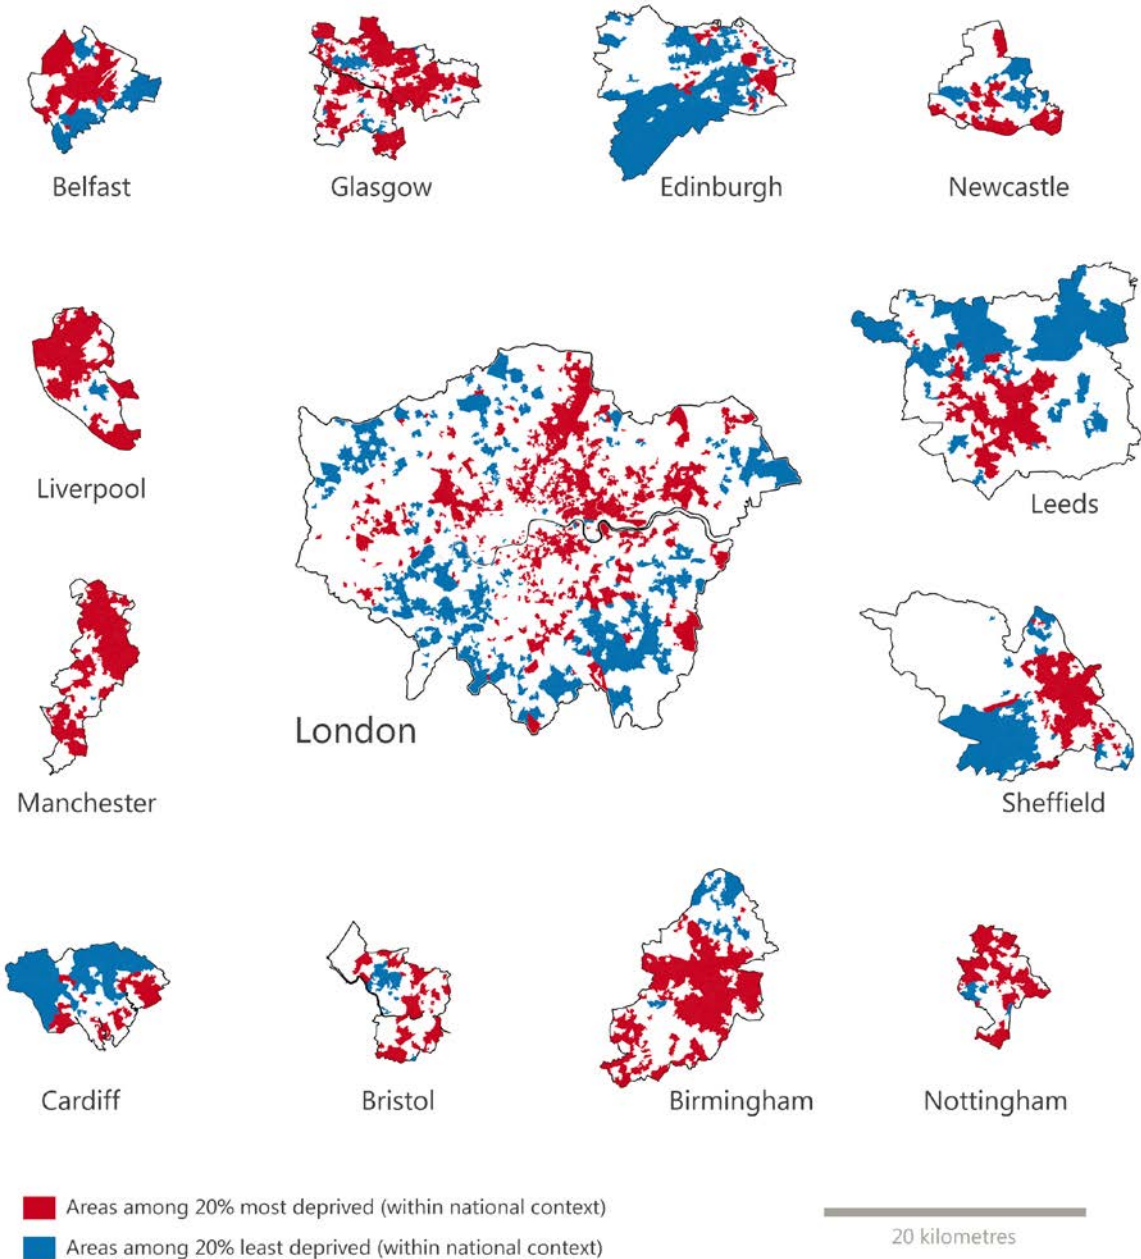 Belfast
Glasgow
Edinburgh
Newcastle
Liverpool
Leeds
London
Manchester
Sheffield
Cardiff
Bristol
Birmingham
Nottingham
Areas among 20% most deprived (within national context)
Areas among 20% least deprived (within national context)
20 kilometres